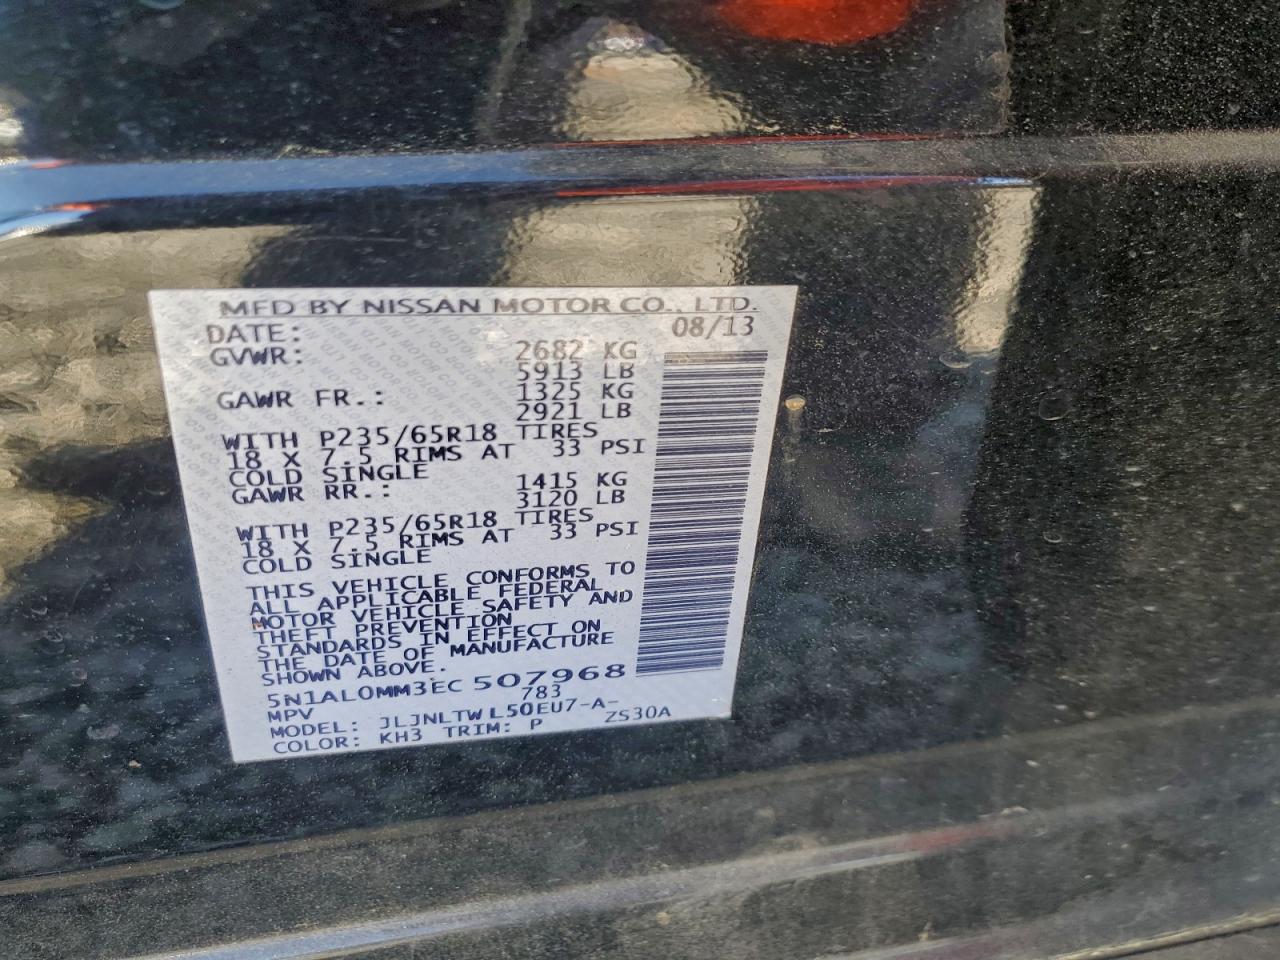 MFD BY NISSAN MOTOR CO., LTD.
DATE: 08/13
GVWR: 2682 KG
5913 LB
GAWR FR.: 1325 KG
2921 LB
WITH P235/65R18 TIRES
18 X 7.5 RIMS AT 33 PSI
COLD SINGLE
GAWR RR.: 1415 KG
3120 LB
WITH P235/65R18 TIRES
18 X 7.5 RIMS AT 33 PSI
COLD SINGLE
THIS VEHICLE CONFORMS TO
ALL APPLICABLE FEDERAL
MOTOR VEHICLE SAFETY AND
THEFT PREVENTION
STANDARDS IN EFFECT ON
THE DATE OF MANUFACTURE
SHOWN ABOVE.
5N1AL0MM3EC507968
MPV 783
MODEL: JLJNLTWL50EU7-A-
COLOR: KH3 TRIM: P ZS30A